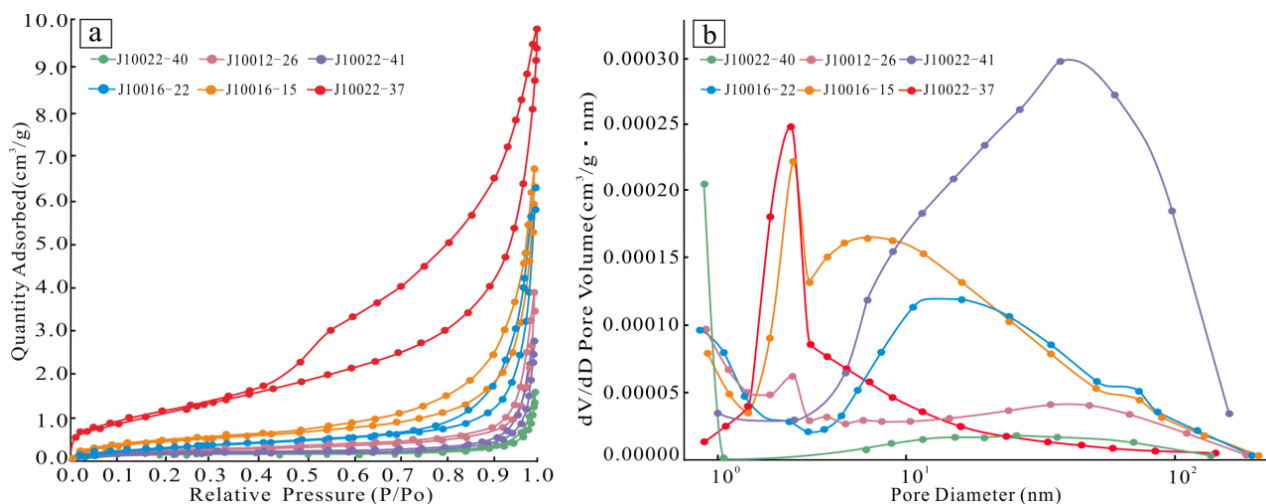 a
J10022-40 J10012-26 J10022-41
J10016-22 J10016-15 J10022-37
Quantity Adsorbed(cm³/g)
10.0
9.0
8.0
7.0
6.0
5.0
4.0
3.0
2.0
1.0
0.0
0.0 0.1 0.2 0.3 0.4 0.5 0.6 0.7 0.8 0.9 1.0
Relative Pressure (P/Po)
b
J10022-40 J10012-26 J10022-41
J10016-22 J10016-15 J10022-37
dV/dD Pore Volume(cm³/g·nm)
0.00030
0.00025
0.00020
0.00015
0.00010
0.00005
0.00000
10⁰ 10¹ 10²
Pore Diameter (nm)